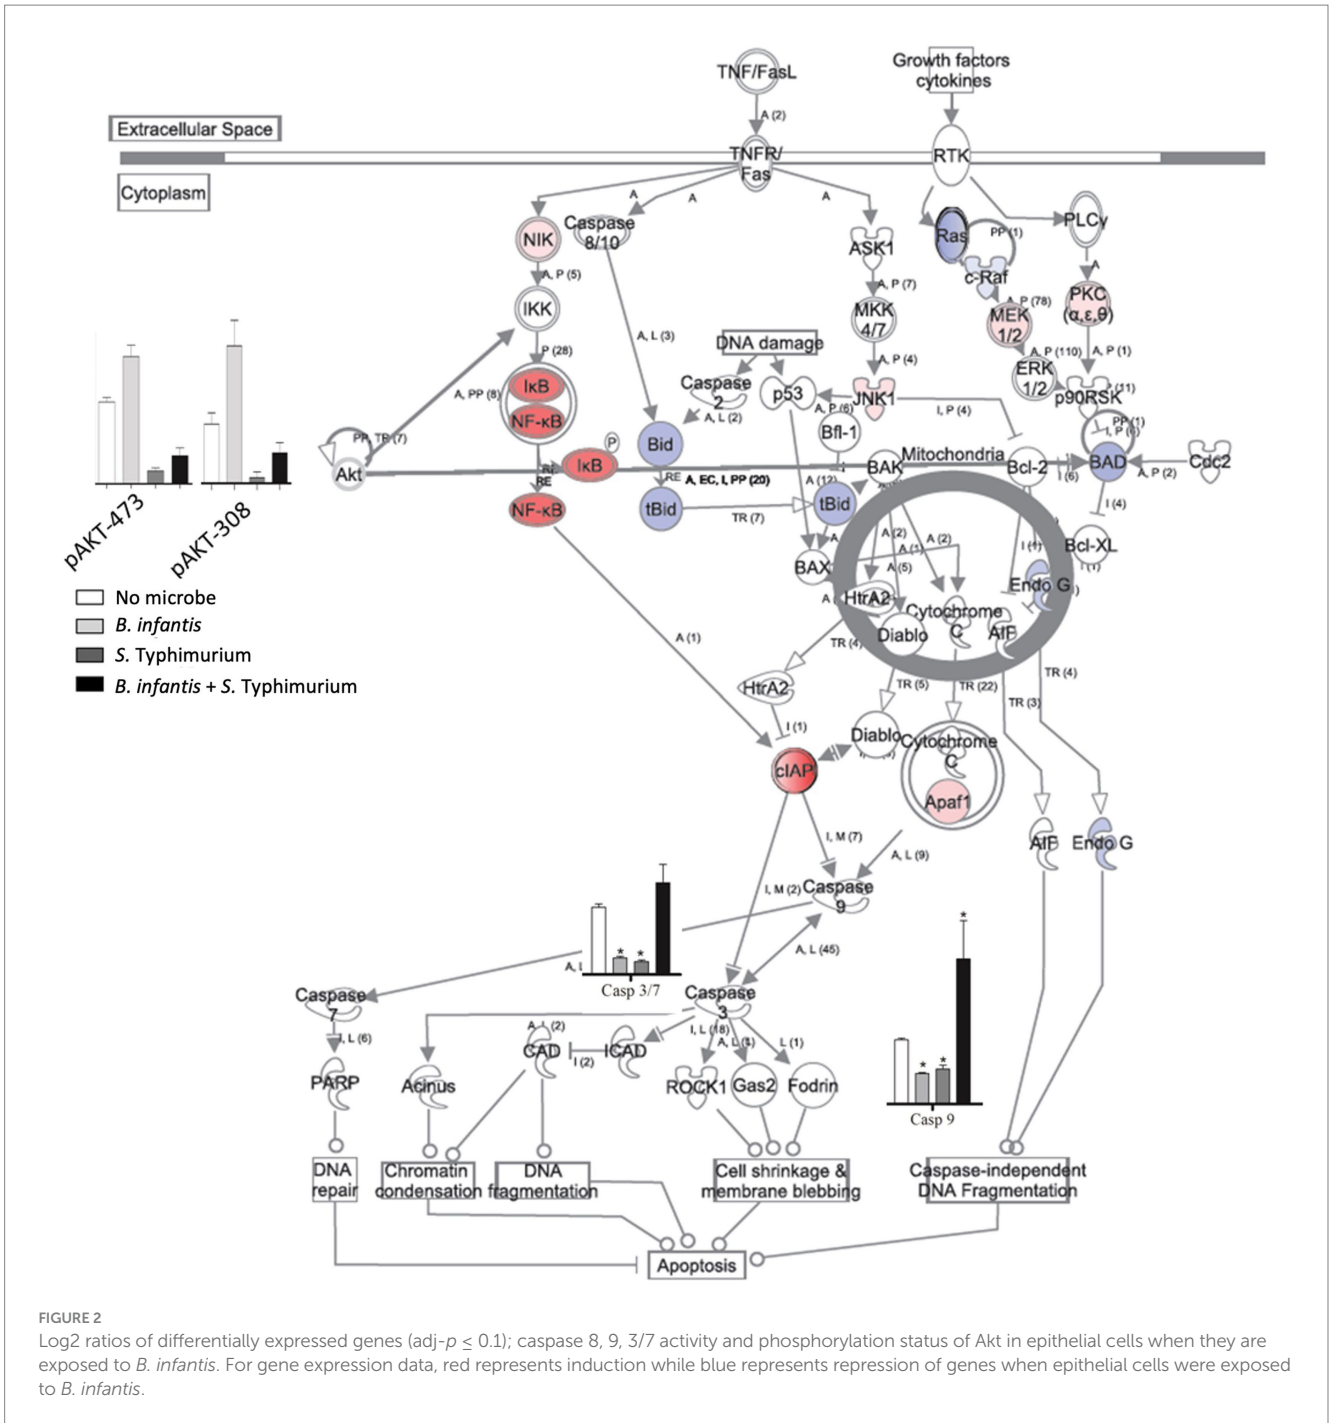 TNF/FasL
Growth factors
cytokines
A (2)
Extracellular Space
TNFR/
Fas
RTK
Cytoplasm
A
A
A
NIK
Caspase
8/10
ASK1
Ras
PP (1)
PLCγ
c-Raf
A
A, P (5)
A, P (7)
A, P (78)
IKK
MKK
4/7
MEK
1/2
PKC
(α,ε,θ)
P (28)
A, L (3)
DNA damage
A, P (4)
A, P (110)
A, P (1)
A, PP (8)
IκB
NF-κB
Caspase
2
p53
JNK1
ERK
1/2
p90RSK
(11)
A, L (2)
A, P (6)
I, P (4)
PP (1)
I, P (6)
PP, TR (7)
P
Bid
Bfl-1
Mitochondria
Akt
RE
IκB
RE
A, EC, I, PP (20)
BAK
Bcl-2
I (6)
BAD
A, P (2)
Cdc2
NF-κB
tBid
TR (7)
A (12)
tBid
I (4)
A
A (2)
A (1)
A (2)
I (1)
Bcl-XL
BAX
A (5)
Endo G
HtrA2
Cytochrome
C
Diablo
AIF
A (1)
TR (4)
TR (5)
TR (22)
TR (3)
TR (4)
HtrA2
I (1)
Diablo
Cytochrome
C
cIAP
Apaf1
I, M (7)
A, L (9)
AIF
Endo G
I, M (2)
Caspase
9
A, L (45)
pAKT-473
pAKT-308
No microbe
B. infantis
S. Typhimurium
B. infantis + S. Typhimurium
* *
Casp 3/7
* * *
Casp 9
Caspase
7
Caspase
3
I, L (6)
A, L (2)
I, L (18)
L (1)
PARP
Acinus
CAD
I (2)
ICAD
ROCK1
Gas2
Fodrin
DNA
repair
Chromatin
condensation
DNA
fragmentation
Cell shrinkage &
membrane blebbing
Caspase-independent
DNA Fragmentation
Apoptosis
FIGURE 2
Log2 ratios of differentially expressed genes (adj-p ≤ 0.1); caspase 8, 9, 3/7 activity and phosphorylation status of Akt in epithelial cells when they are
exposed to B. infantis. For gene expression data, red represents induction while blue represents repression of genes when epithelial cells were exposed
to B. infantis.